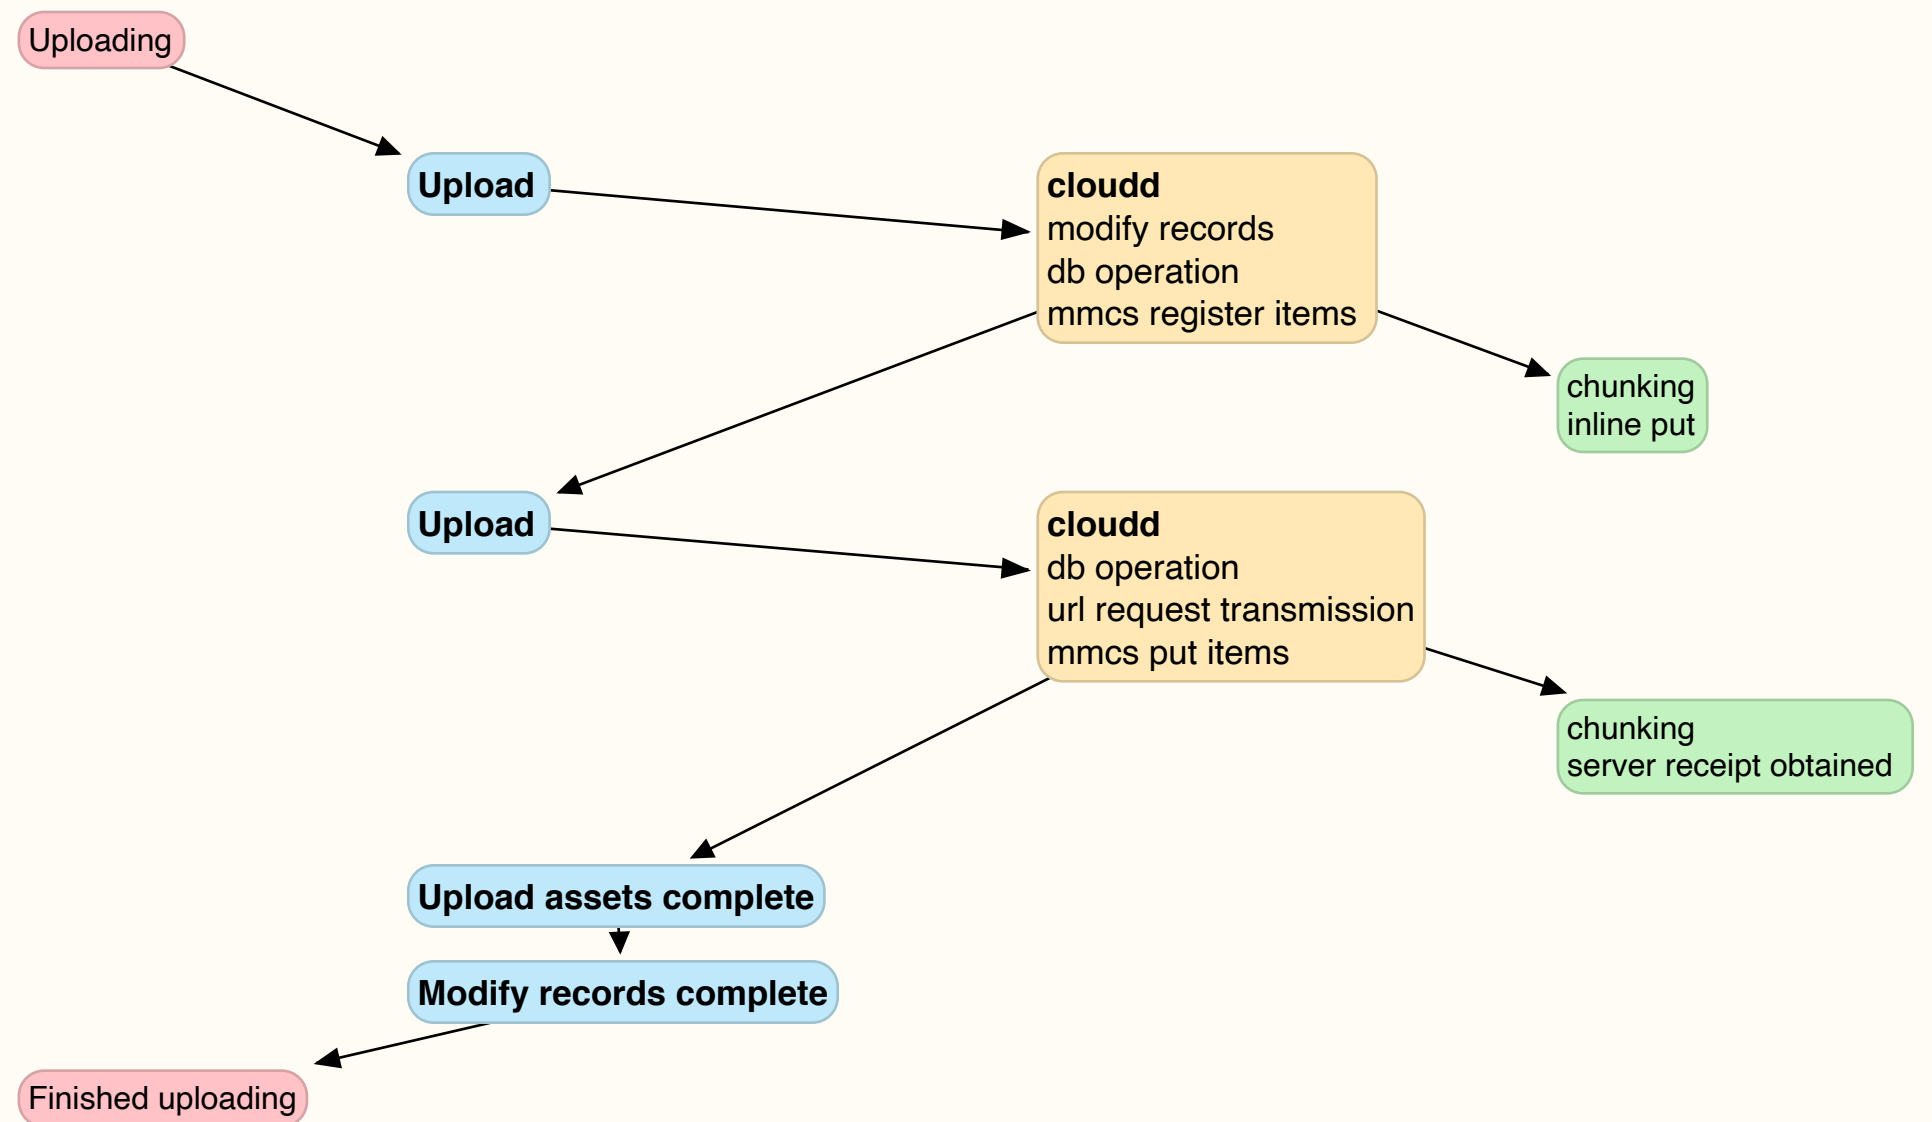 Uploading
Upload
cloudd
modify records
db operation
mmcs register items
chunking
inline put
Upload
cloudd
db operation
url request transmission
mmcs put items
chunking
server receipt obtained
Upload assets complete
Modify records complete
Finished uploading